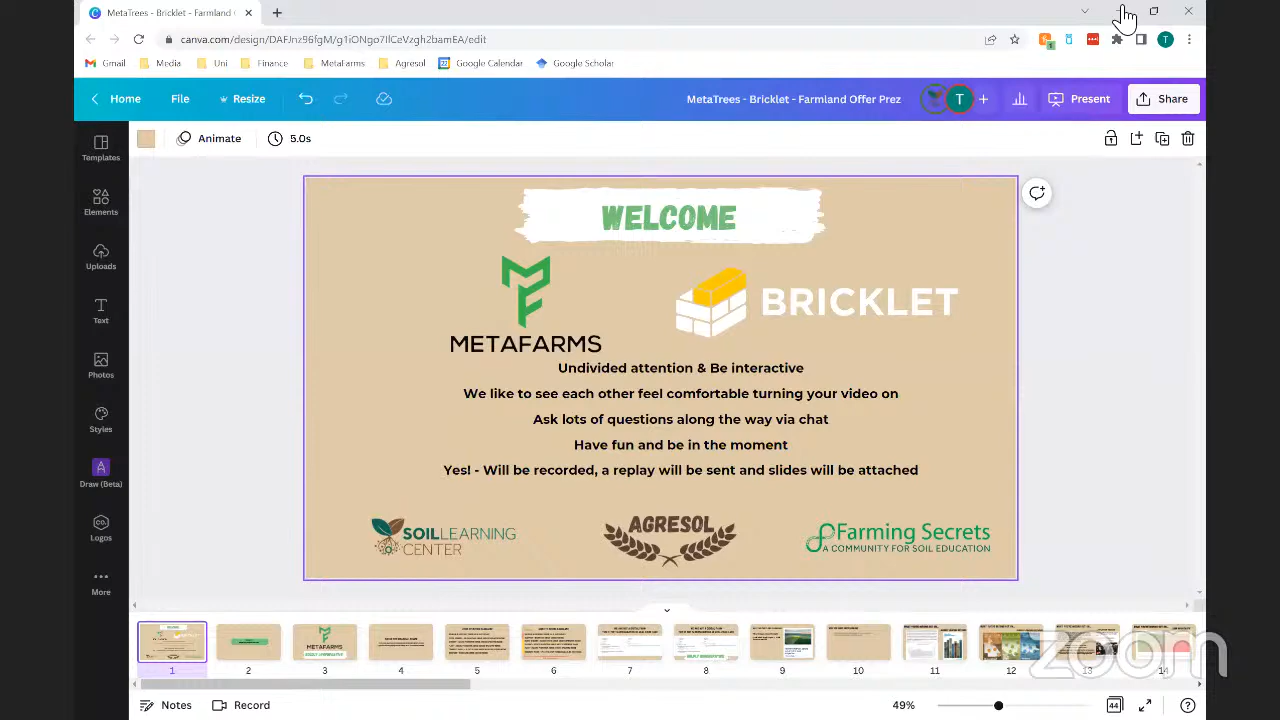 MetaTrees - Bricklet - Farmland Of
canva.com/design/DAFJnz96fgM/g1iONgo7IlfCeVzgh2bamEA/edit
Gmail
Media
Uni
Finance
Metafarms
Agresol
Google Calendar
Google Scholar
Home
File
Resize
MetaTrees - Bricklet - Farmland Offer Prez
T
Present
Share
Animate
5.0s
Templates
Elements
Uploads
Text
Photos
Styles
Draw (Beta)
Logos
More
WELCOME
METAFARMS
BRICKLET
Undivided attention & Be interactive
We like to see each other feel comfortable turning your video on
Ask lots of questions along the way via chat
Have fun and be in the moment
Yes! - Will be recorded, a replay will be sent and slides will be attached
SOILLEARNING
CENTER
AGRESOL
Farming Secrets
A COMMUNITY FOR SOIL EDUCATION
METAFARMS
1
2
3
4
5
6
7
8
9
10
11
12
13
14
zoom
Notes
Record
49%
44